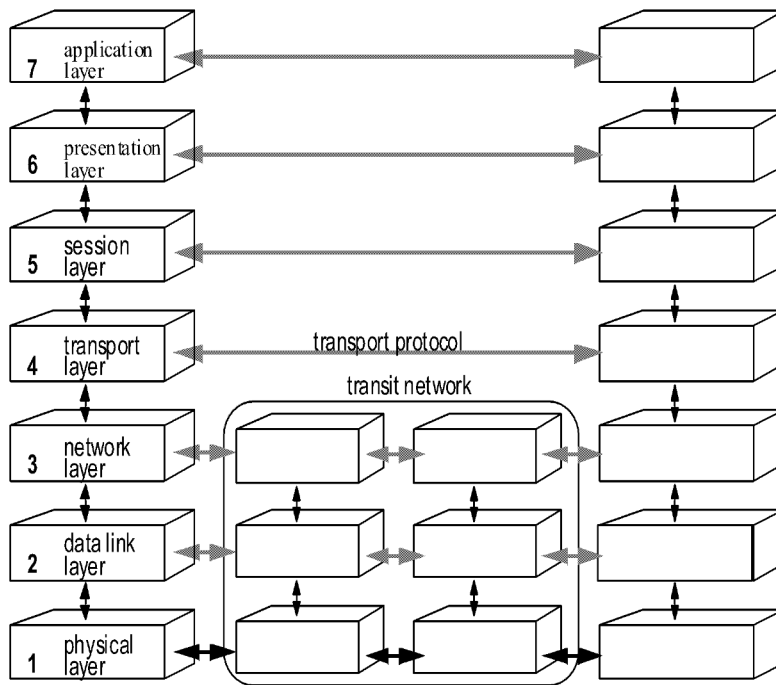 application
7 layer
presentation
6 layer
session
5 layer
transport protocol
transport
4 layer
transit network
network
3 layer
data link
2 layer
physical
1 layer